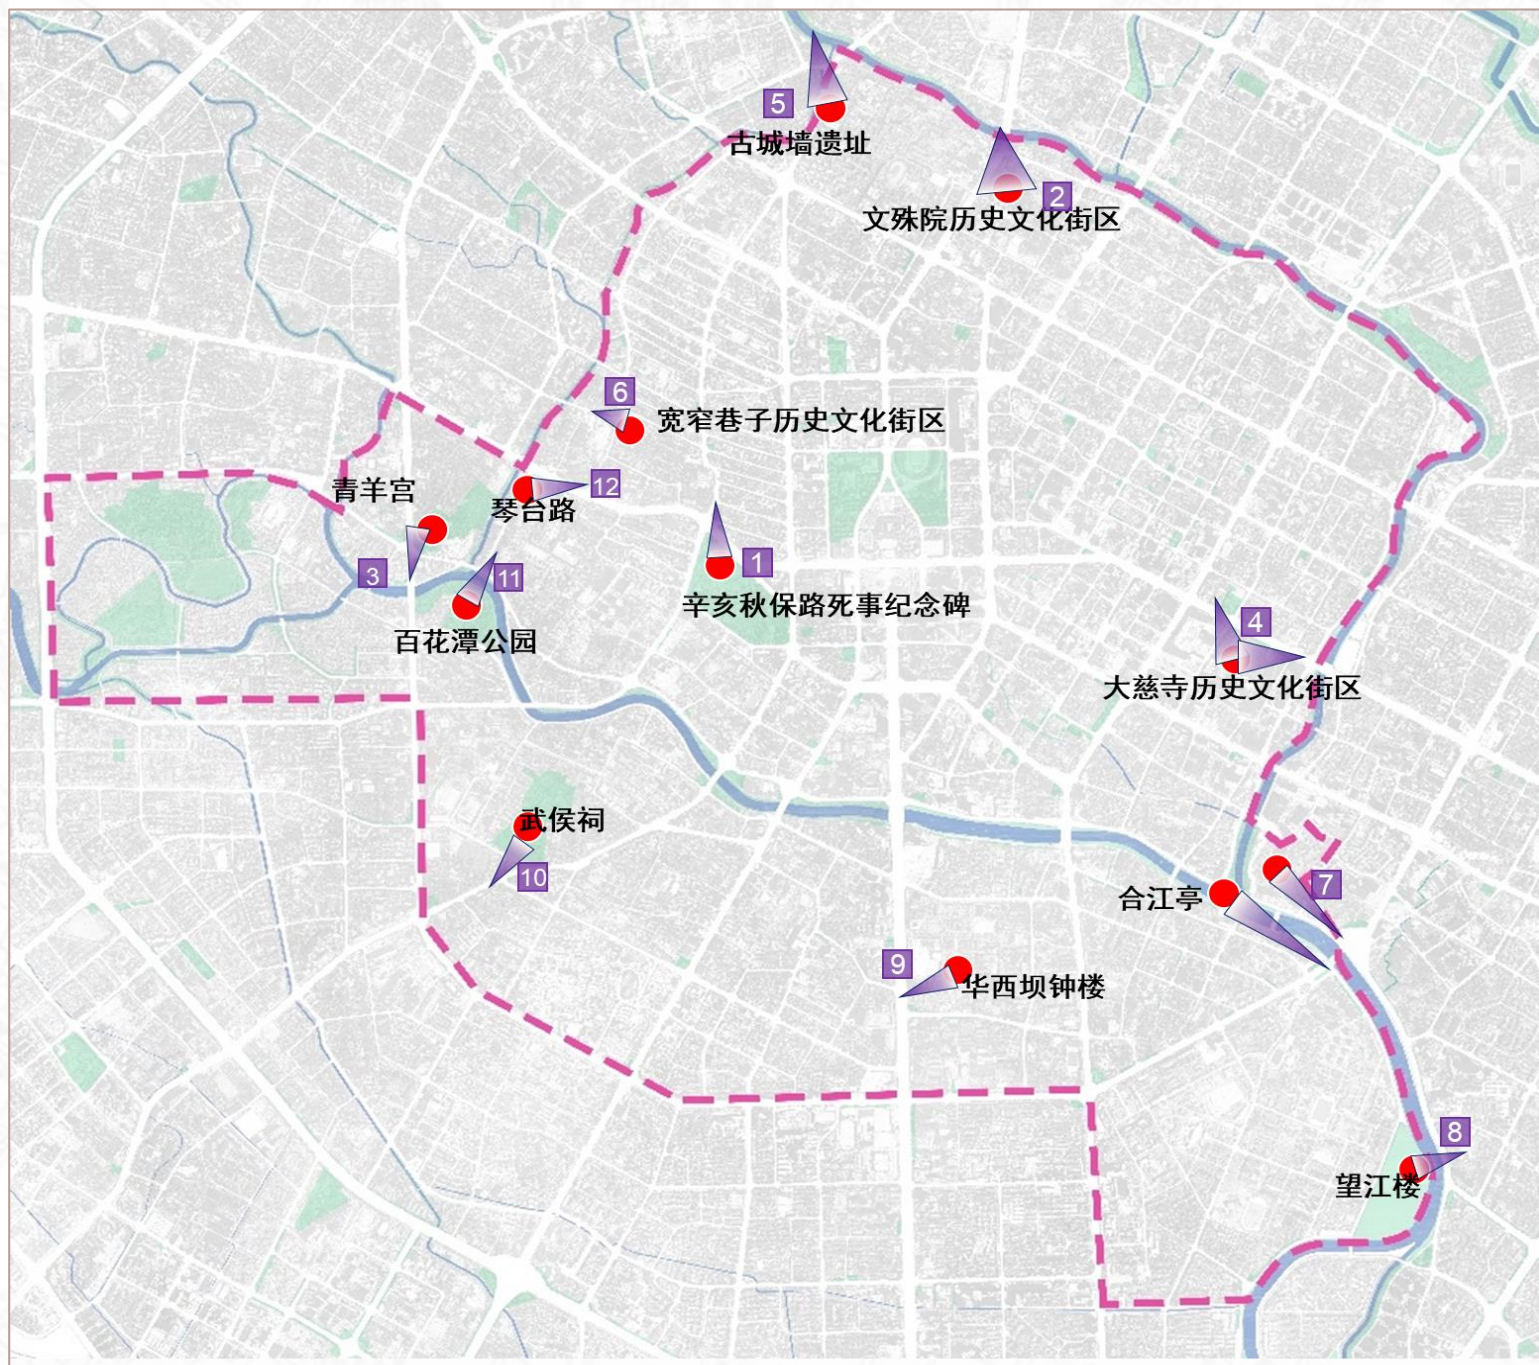 5
古城墙遗址
2
文殊院历史文化街区
6
宽窄巷子历史文化街区
青羊宫
12
琴台路
3
11
1
百花潭公园
辛亥秋保路死事纪念碑
4
大慈寺历史文化街区
武侯祠
10
7
合江亭
9
华西坝钟楼
8
望江楼